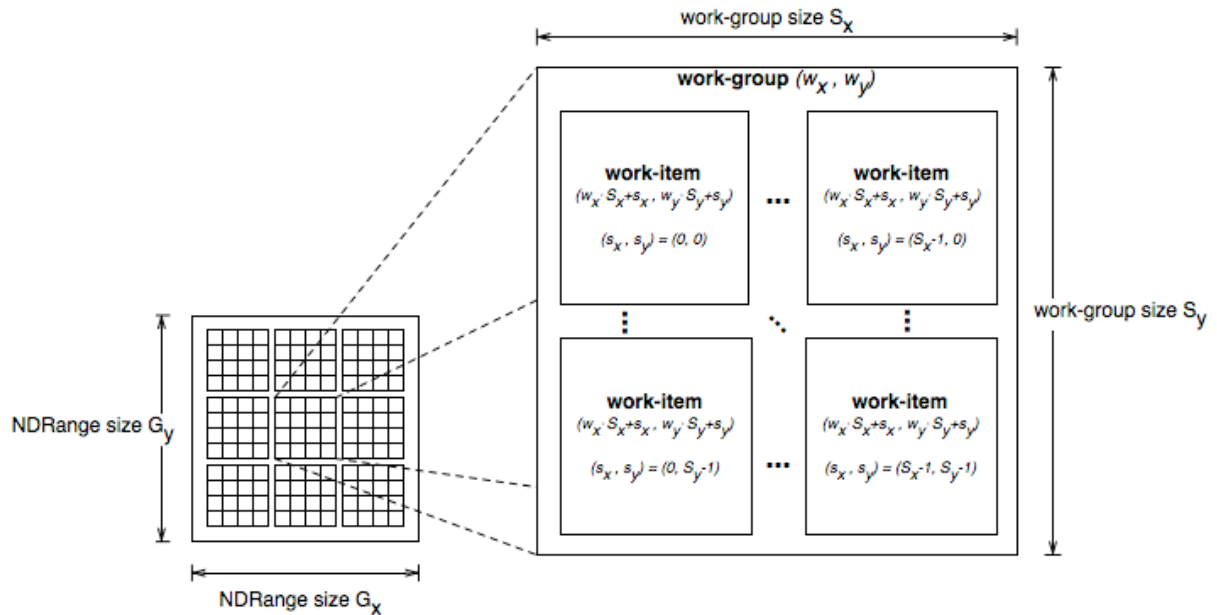 work-group size Sx
work-group (wx , wy)
work-item
(wx· Sx+sx , wy· Sy+sy)
(sx , sy) = (0, 0)
...
work-item
(wx· Sx+sx , wy· Sy+sy)
(sx , sy) = (Sx-1, 0)
work-group size Sy
work-item
(wx· Sx+sx , wy· Sy+sy)
(sx , sy) = (0, Sy-1)
...
work-item
(wx· Sx+sx , wy· Sy+sy)
(sx , sy) = (Sx-1, Sy-1)
NDRange size Gy
NDRange size Gx